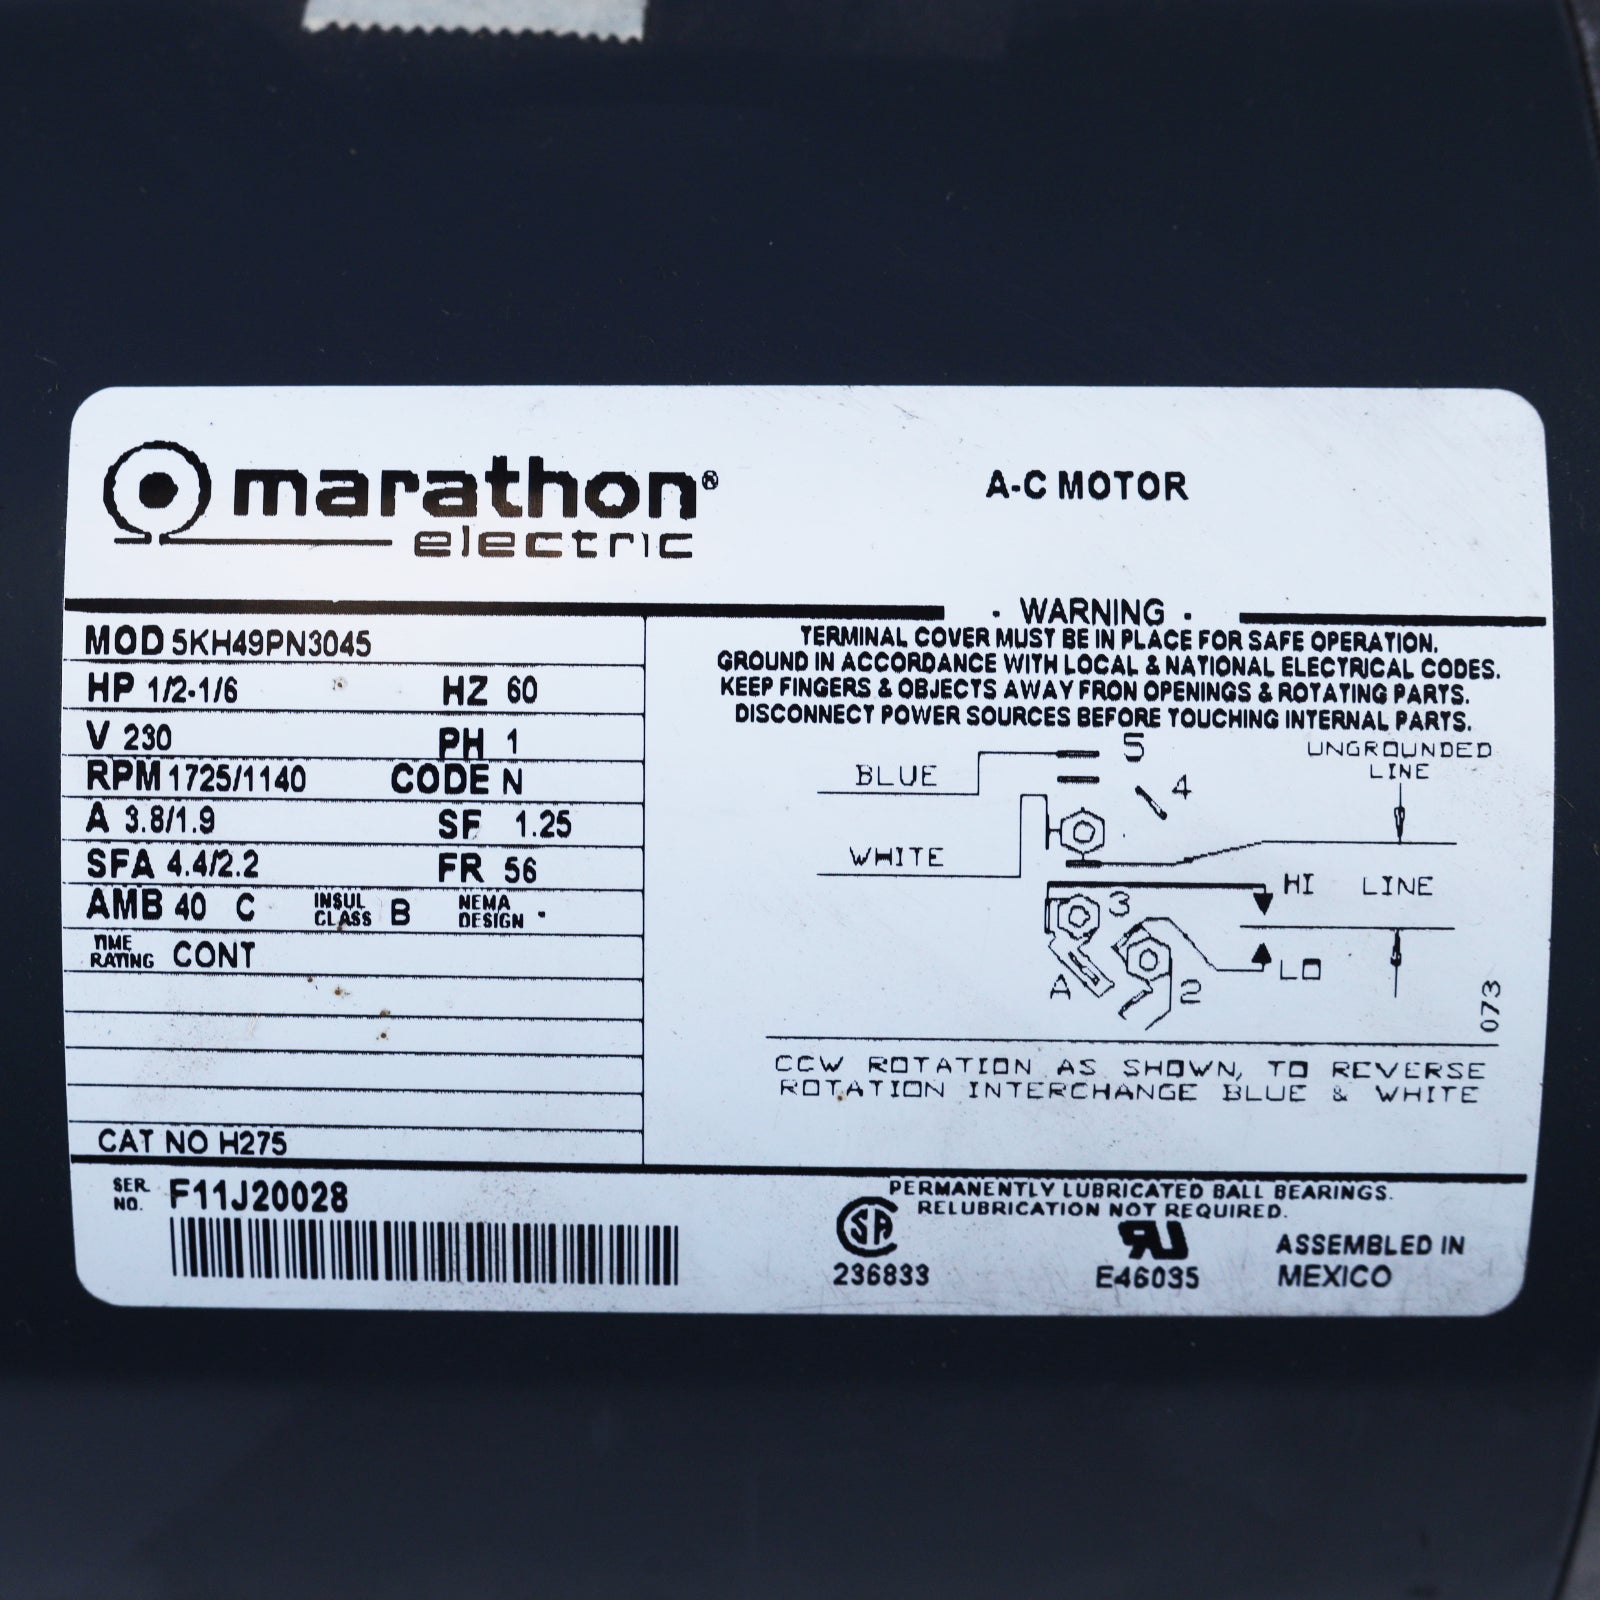 marathon®
electric
A-C MOTOR
MOD 5KH49PN3045
HP 1/2-1/6 HZ 60
V 230 PH 1
RPM 1725/1140 CODE N
A 3.8/1.9 SF 1.25
SFA 4.4/2.2 FR 56
AMB 40 C INSUL CLASS B NEMA DESIGN -
TIME RATING CONT
CAT NO H275
· WARNING ·
TERMINAL COVER MUST BE IN PLACE FOR SAFE OPERATION.
GROUND IN ACCORDANCE WITH LOCAL & NATIONAL ELECTRICAL CODES.
KEEP FINGERS & OBJECTS AWAY FRON OPENINGS & ROTATING PARTS.
DISCONNECT POWER SOURCES BEFORE TOUCHING INTERNAL PARTS.
BLUE 5 UNGROUNDED
LINE
4
WHITE
HI LINE
3
LO
A 2
073
CCW ROTATION AS SHOWN, TO REVERSE
ROTATION INTERCHANGE BLUE & WHITE
SER. NO. F11J20028
PERMANENTLY LUBRICATED BALL BEARINGS.
RELUBRICATION NOT REQUIRED.
SA RU ASSEMBLED IN
236833 E46035 MEXICO